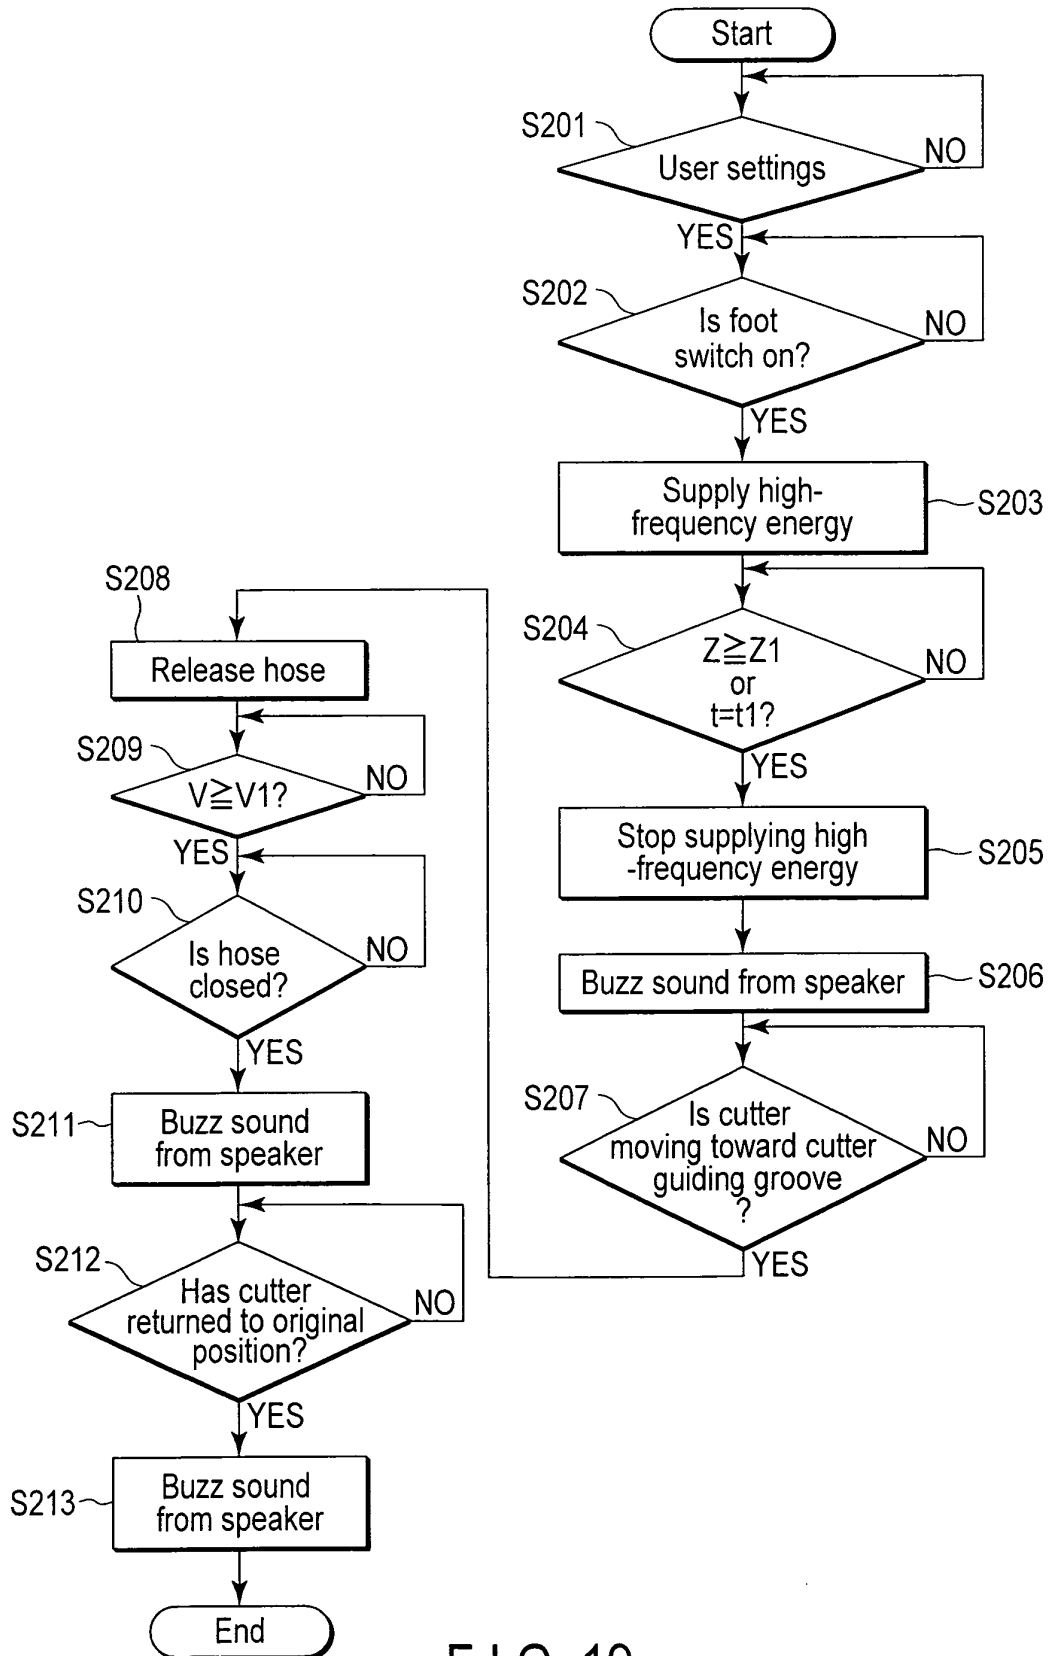 Start
S201
User settings
NO
YES
S202
Is foot
switch on?
NO
YES
Supply high-
frequency energy
S203
S204
Z≧Z1
or
t=t1?
NO
YES
Stop supplying high
-frequency energy
S205
Buzz sound from speaker
S206
S207
Is cutter
moving toward cutter
guiding groove
?
NO
YES
S208
Release hose
S209
V≧V1?
NO
YES
S210
Is hose
closed?
NO
YES
S211
Buzz sound
from speaker
S212
Has cutter
returned to original
position?
NO
YES
S213
Buzz sound
from speaker
End